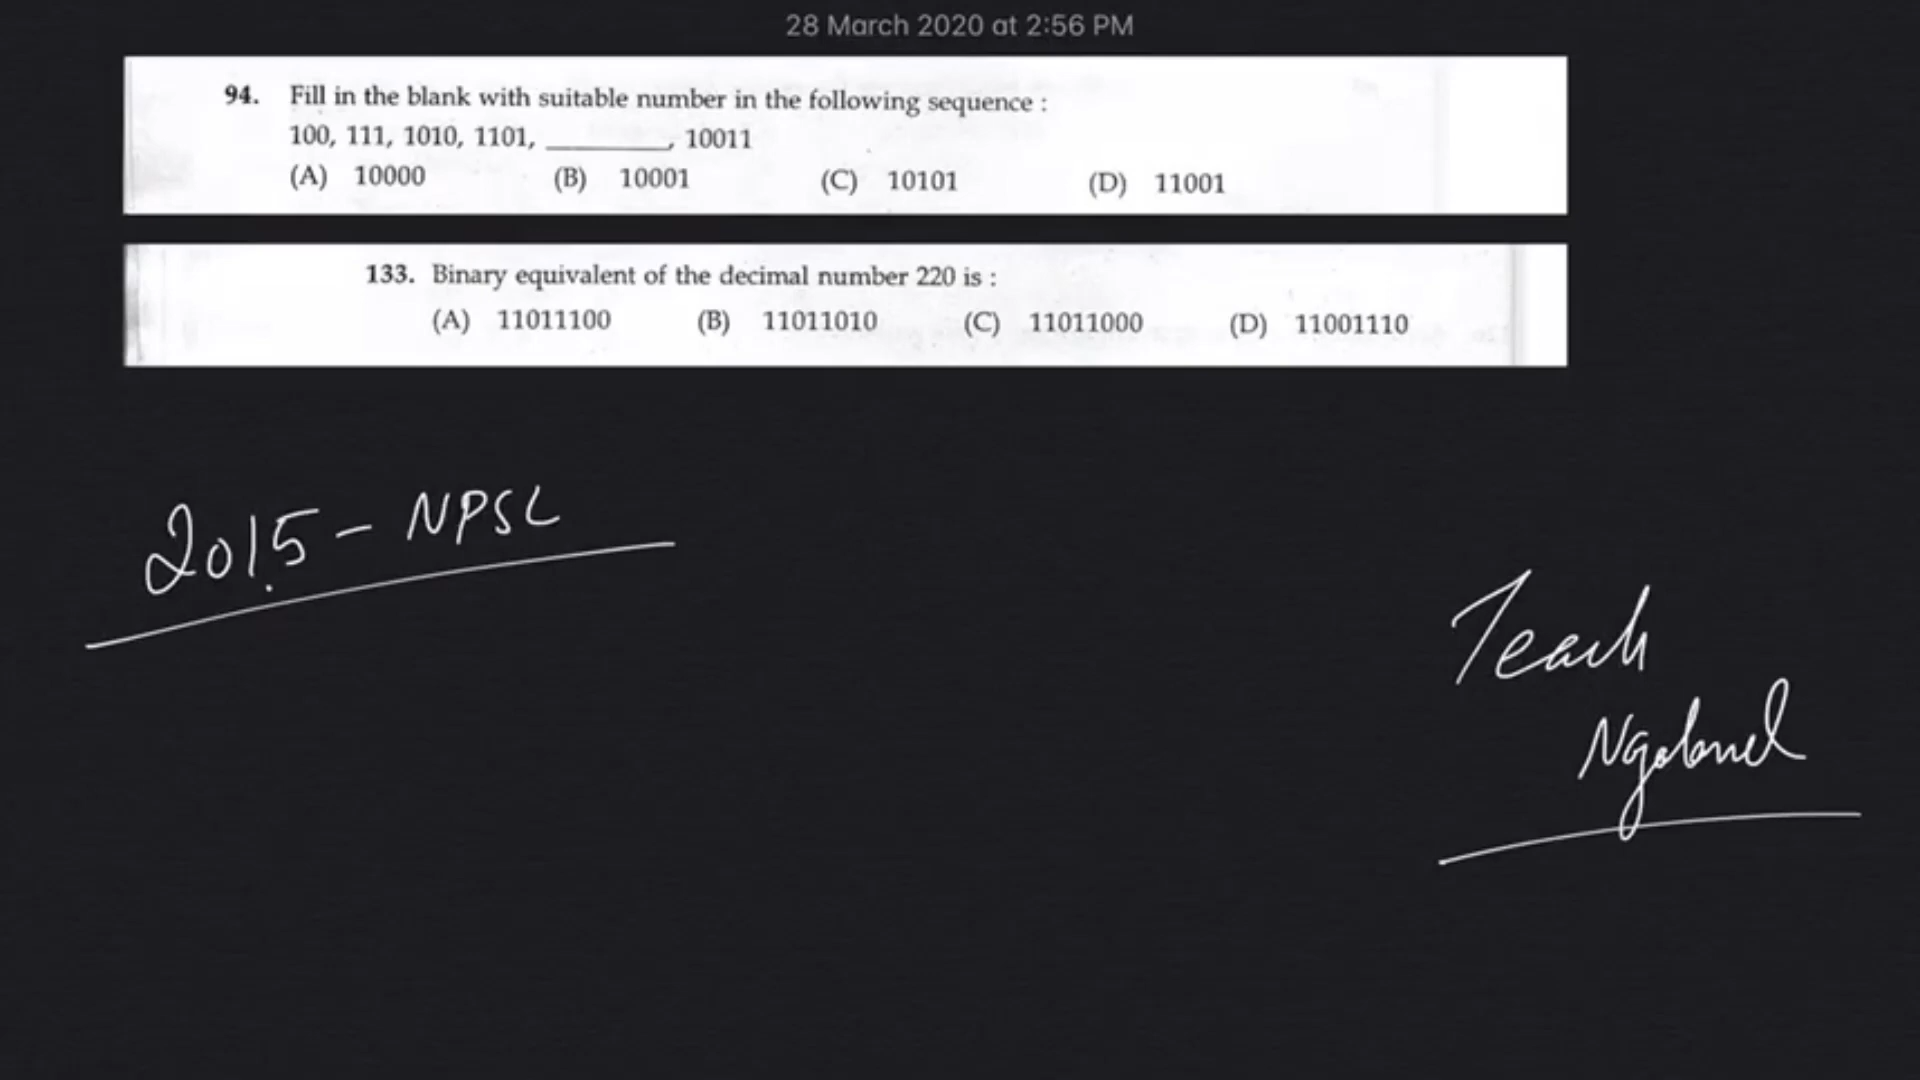 28 March 2020 at 2:56 PM
94. Fill in the blank with suitable number in the following sequence :
100, 111, 1010, 1101, _________, 10011
(A) 10000 (B) 10001 (C) 10101 (D) 11001
133. Binary equivalent of the decimal number 220 is :
(A) 11011100 (B) 11011010 (C) 11011000 (D) 11001110
2015 - NPSC
Teach